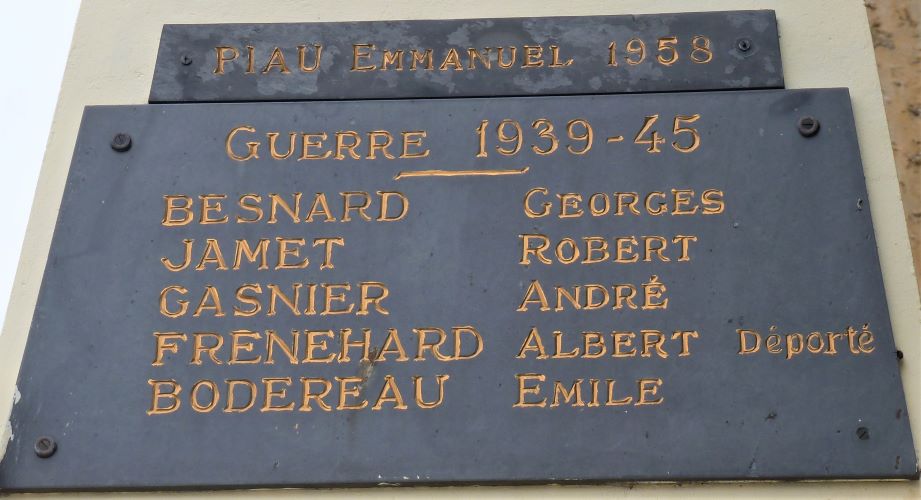 PIAU EMMANUEL 1958
GUERRE 1939-45
BESNARD GEORGES
JAMET ROBERT
GASNIER ANDRÉ
FRENEHARD ALBERT Déporté
BODEREAU EMILE